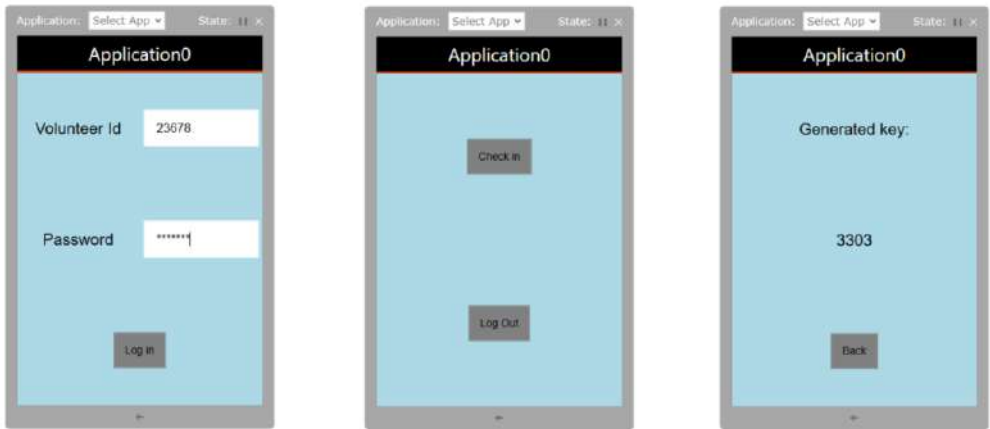 Application: Select App State:
Application0
Volunteer Id 23678
Password *******
Log in
Application: Select App State:
Application0
Check in
Log Out
Application: Select App State:
Application0
Generated key:
3303
Back